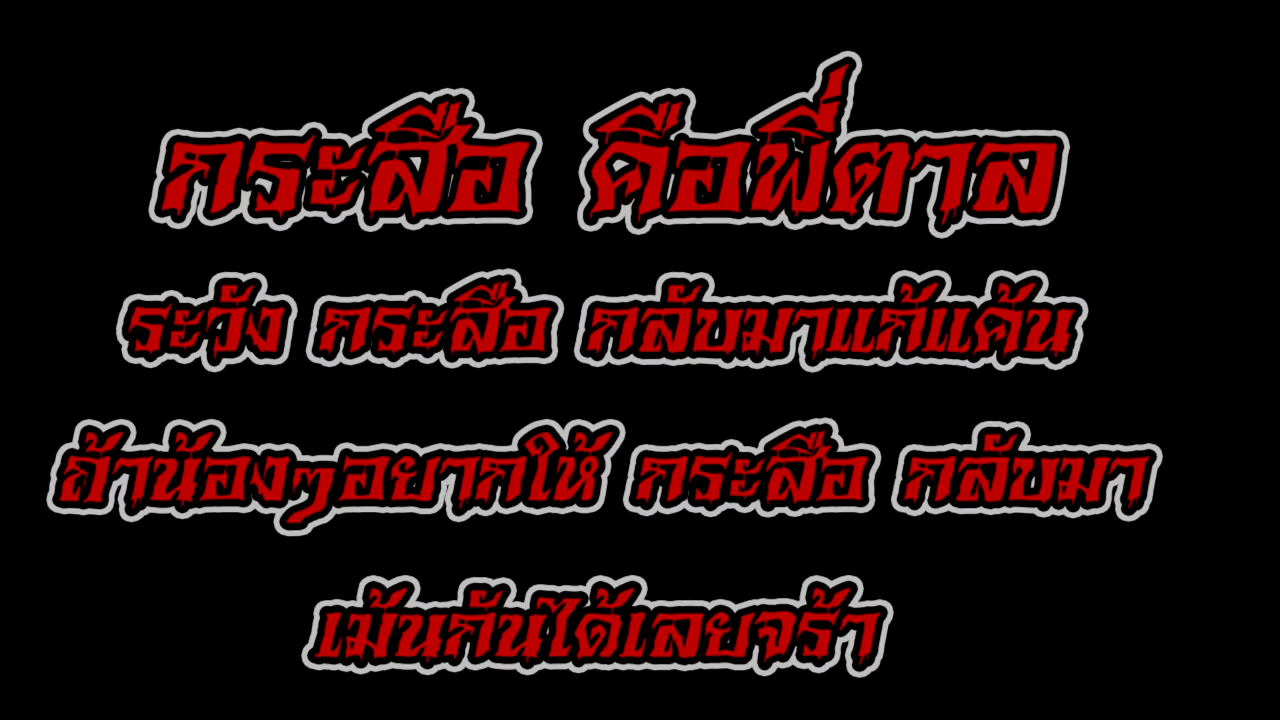 กระสือ คือพี่ตาล
ระวัง กระสือ กลับมาแก้แค้น
ถ้าน้องๆอยากให้ กระสือ กลับมา
เม้นกันได้เลยจร้า